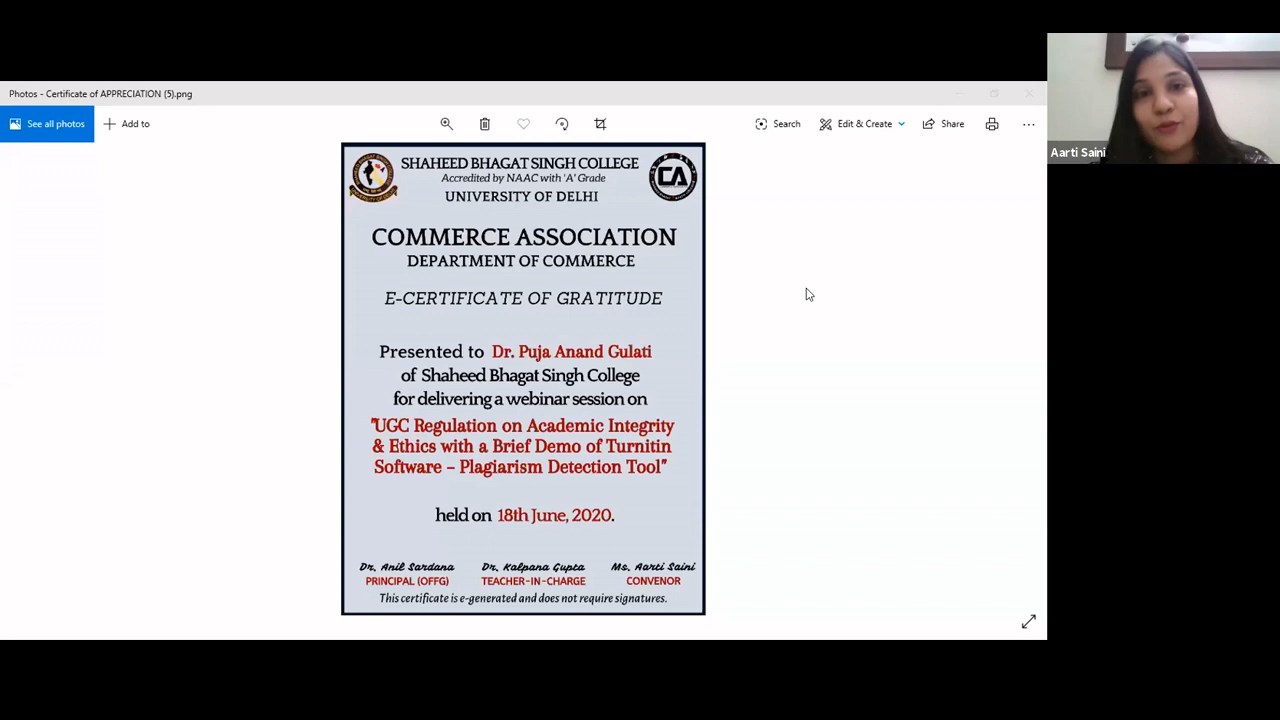 Photos - Certificate of APPRECIATION (5).png
See all photos
Add to
Search
Edit & Create
Share
Aarti Saini
SHAHEED BHAGAT SINGH COLLEGE
Accredited by NAAC with 'A' Grade
UNIVERSITY OF DELHI
CA
COMMERCE ASSOCIATION
DEPARTMENT OF COMMERCE
E-CERTIFICATE OF GRATITUDE
Presented to Dr. Puja Anand Gulati
of Shaheed Bhagat Singh College
for delivering a webinar session on
"UGC Regulation on Academic Integrity
& Ethics with a Brief Demo of Turnitin
Software – Plagiarism Detection Tool"
held on 18th June, 2020.
Dr. Anil Sardana Dr. Kalpana Gupta Ms. Aarti Saini
PRINCIPAL (OFFG) TEACHER-IN-CHARGE CONVENOR
This certificate is e-generated and does not require signatures.